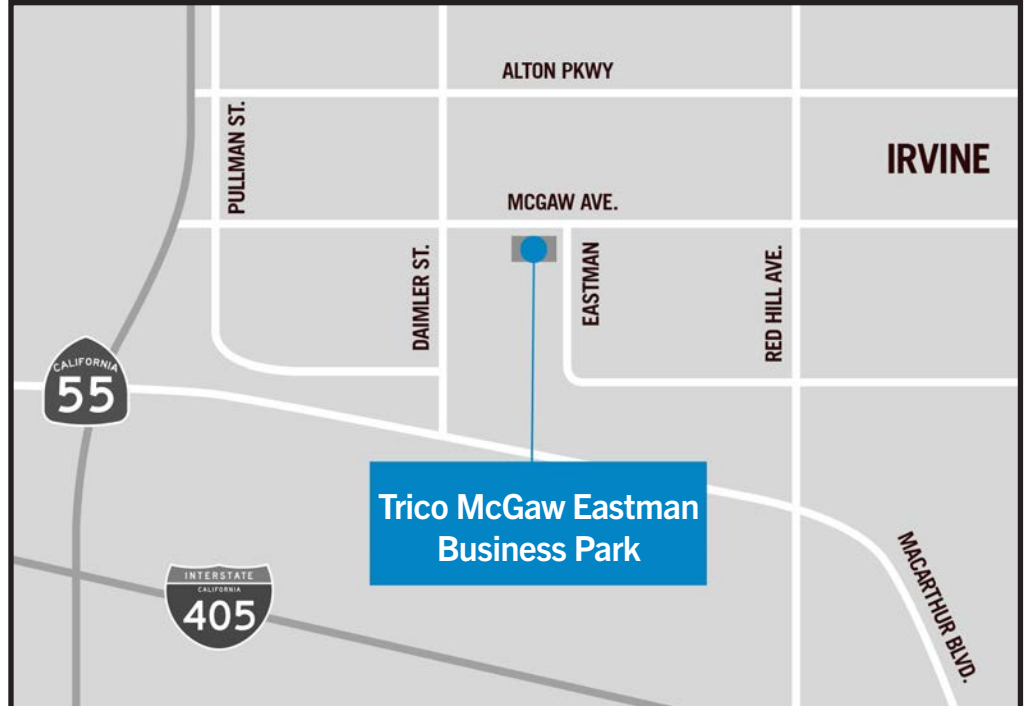 ALTON PKWY
PULLMAN ST.
IRVINE
MCGAW AVE.
DAIMLER ST.
EASTMAN
RED HILL AVE.
CALIFORNIA
55
Trico McGaw Eastman
Business Park
MACARTHUR BLVD.
INTERSTATE
CALIFORNIA
405